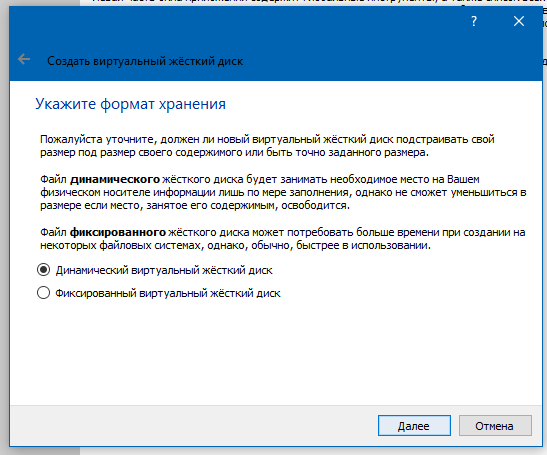 ?
Создать виртуальный жёсткий диск
Укажите формат хранения
Пожалуйста уточните, должен ли новый виртуальный жёсткий диск подстраивать свой
размер под размер своего содержимого или быть точно заданного размера.
Файл динамического жёсткого диска будет занимать необходимое место на Вашем
физическом носителе информации лишь по мере заполнения, однако не сможет уменьшиться в
размере если место, занятое его содержимым, освободится.
Файл фиксированного жёсткого диска может потребовать больше времени при создании на
некоторых файловых системах, однако, обычно, быстрее в использовании.
Динамический виртуальный жёсткий диск
Фиксированный виртуальный жёсткий диск
Далее
Отмена